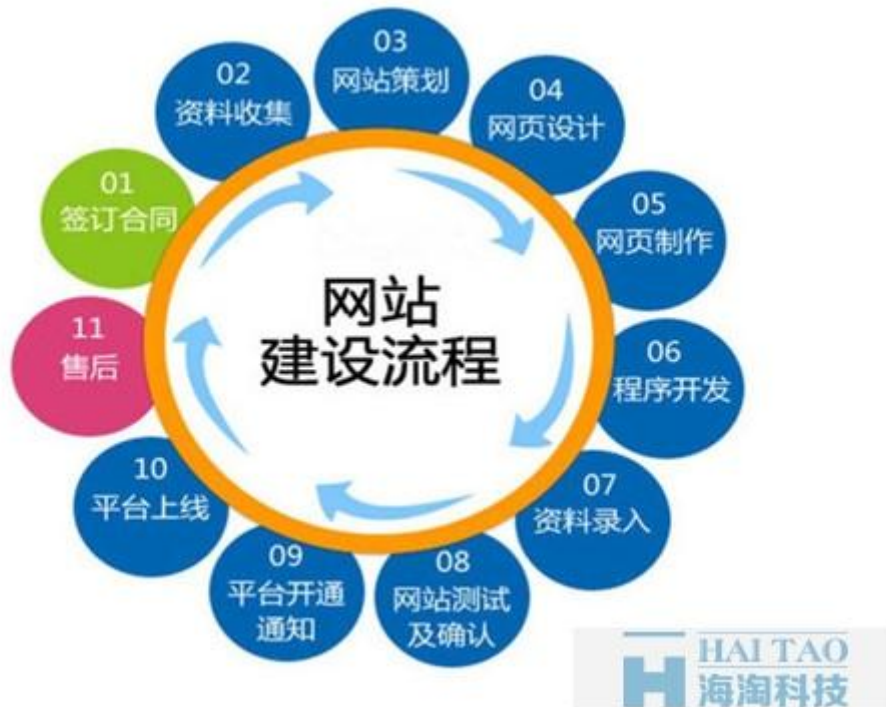 网站
建设流程
01
签订合同
02
资料收集
03
网站策划
04
网页设计
05
网页制作
06
程序开发
07
资料录入
08
网站测试
及确认
09
平台开通
通知
10
平台上线
11
售后
HAI TAO
海淘科技